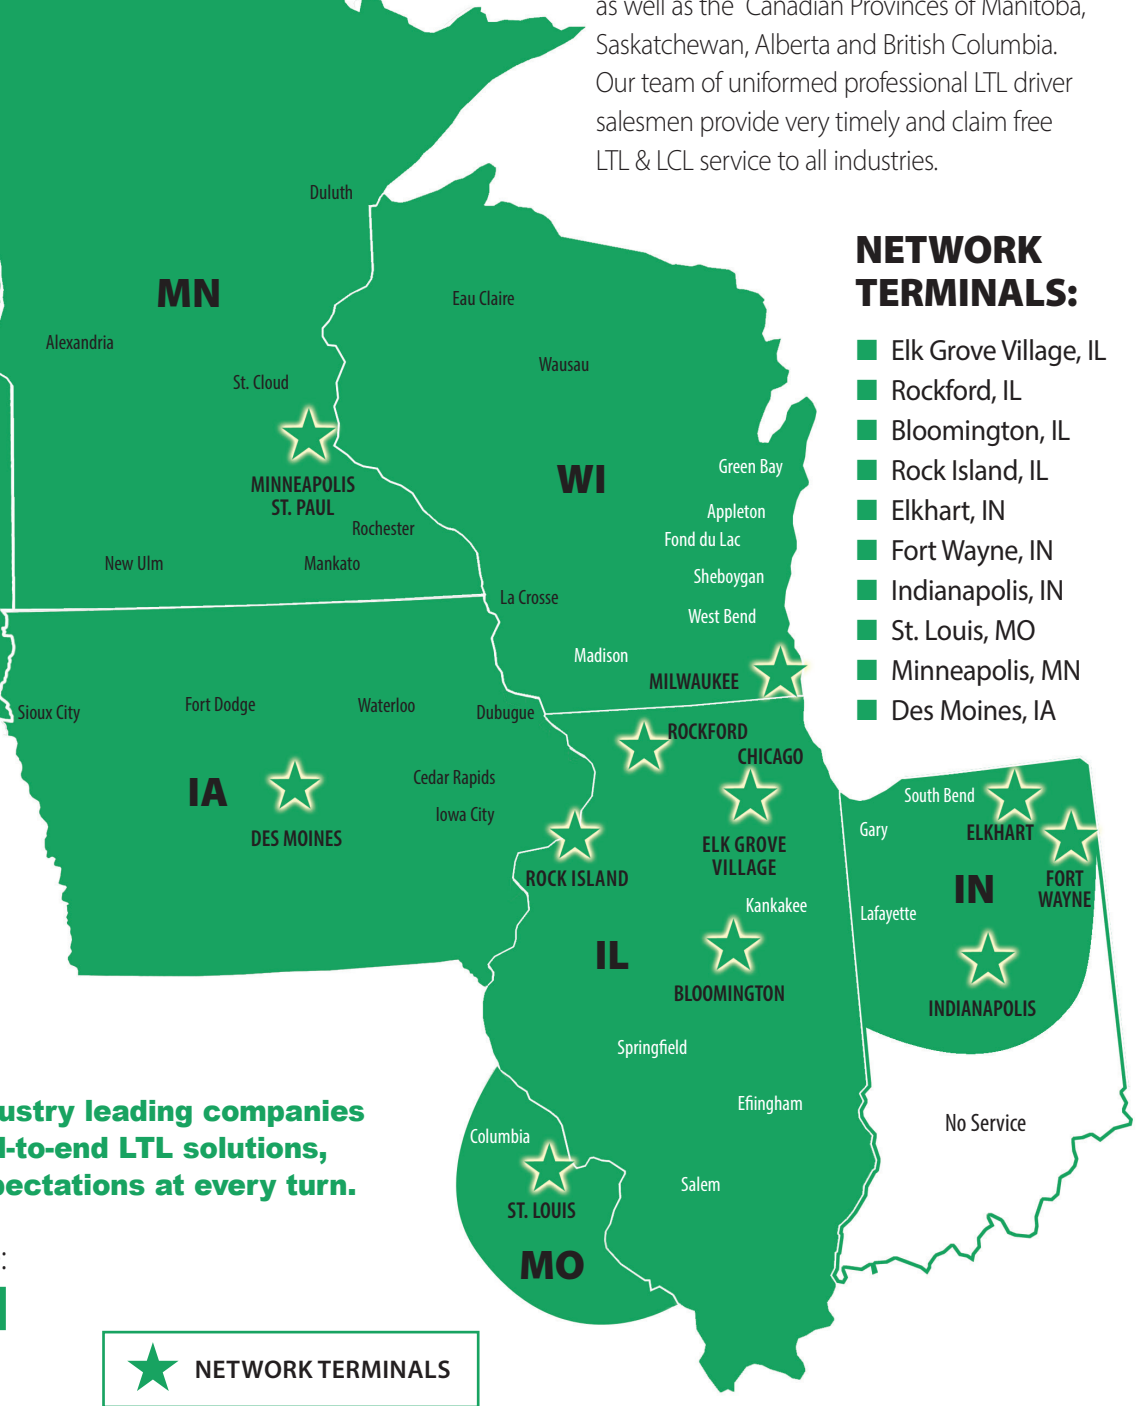 as well as the Canadian Provinces of Manitoba,
Saskatchewan, Alberta and British Columbia.
Our team of uniformed professional LTL driver
salesmen provide very timely and claim free
LTL & LCL service to all industries.
NETWORK
TERMINALS:
Elk Grove Village, IL
Rockford, IL
Bloomington, IL
Rock Island, IL
Elkhart, IN
Fort Wayne, IN
Indianapolis, IN
St. Louis, MO
Minneapolis, MN
Des Moines, IA
Duluth
MN
Alexandria
St. Cloud
MINNEAPOLIS
ST. PAUL
Rochester
New Ulm
Mankato
Eau Claire
Wausau
WI
Green Bay
Appleton
Fond du Lac
Sheboygan
La Crosse
West Bend
Madison
MILWAUKEE
Sioux City
Fort Dodge
Waterloo
Dubugue
IA
Cedar Rapids
Iowa City
DES MOINES
ROCKFORD
CHICAGO
ELK GROVE
VILLAGE
ROCK ISLAND
Kankakee
IL
BLOOMINGTON
Springfield
Efiingham
Salem
South Bend
Gary
ELKHART
IN
FORT
WAYNE
Lafayette
INDIANAPOLIS
No Service
Columbia
ST. LOUIS
MO
ustry leading companies
-to-end LTL solutions,
pectations at every turn.
:
NETWORK TERMINALS